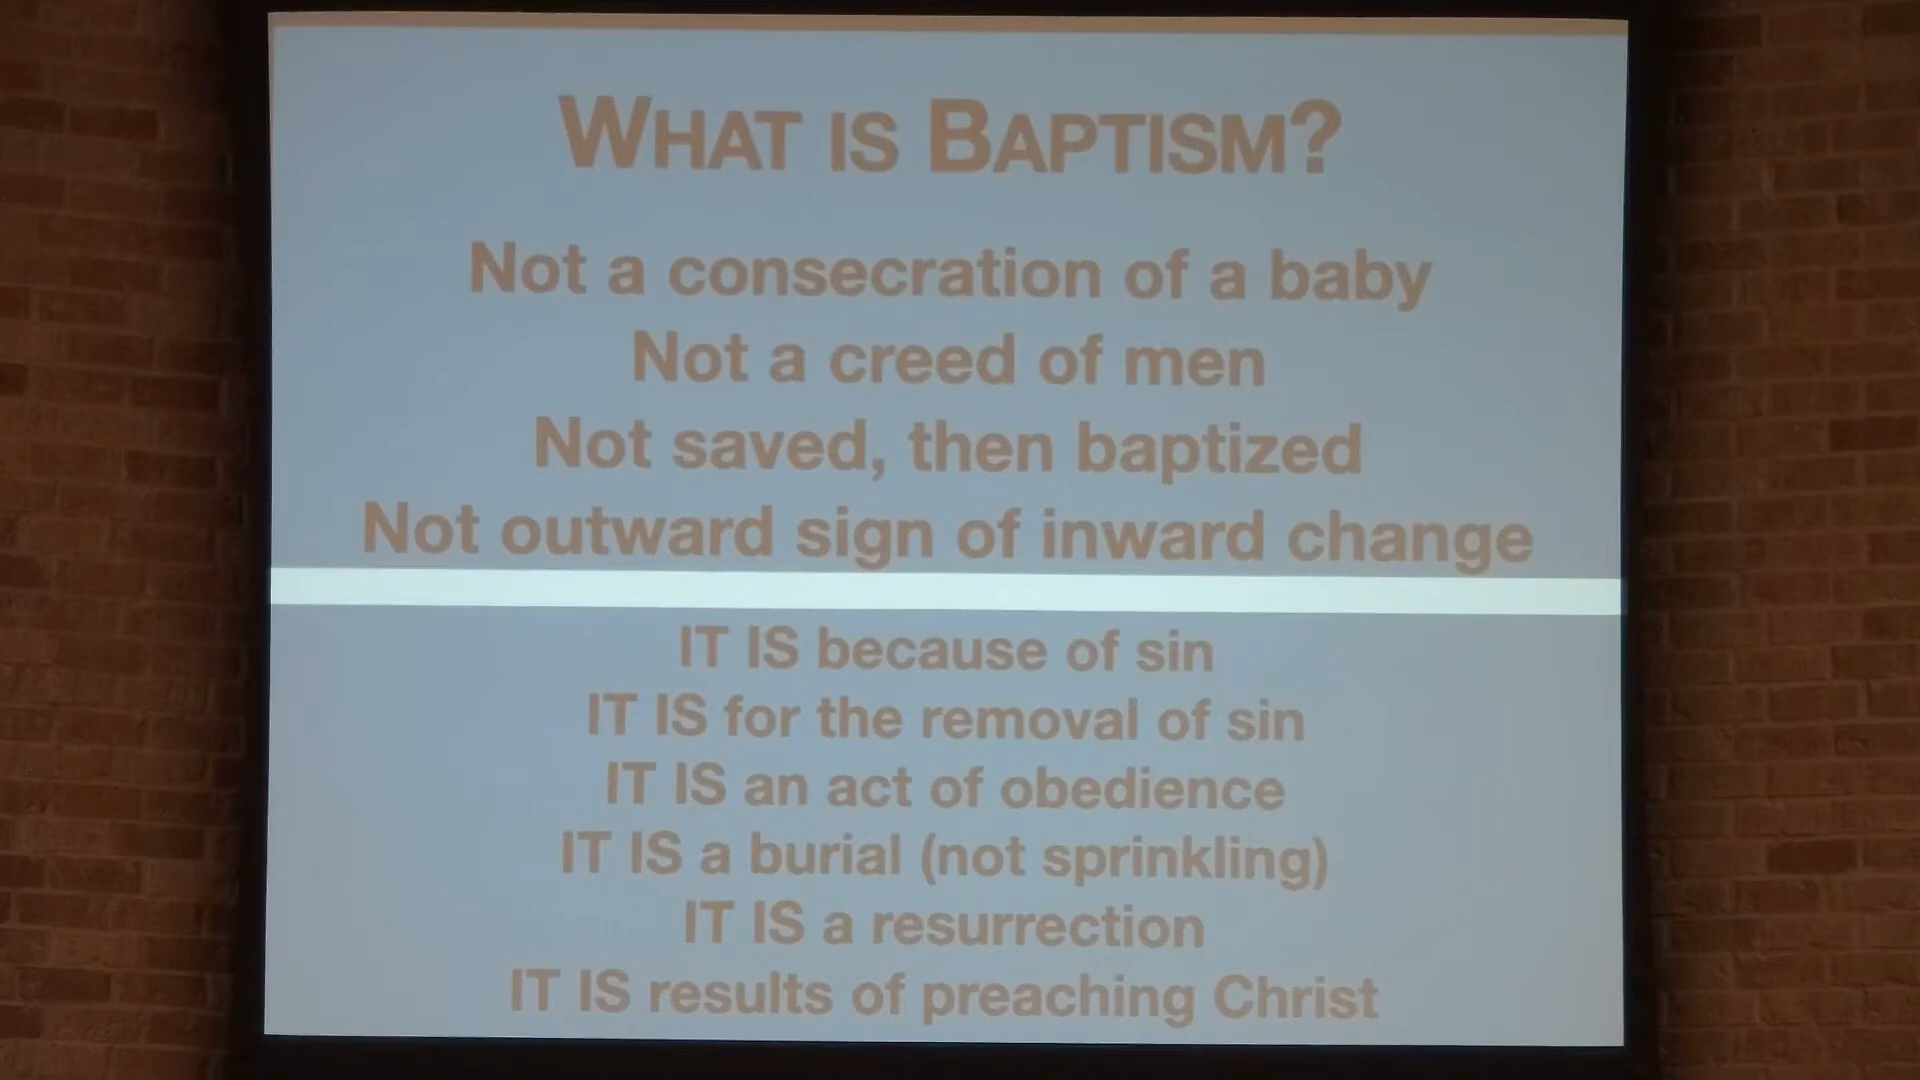 WHAT IS BAPTISM?
Not a consecration of a baby
Not a creed of men
Not saved, then baptized
Not outward sign of inward change
IT IS because of sin
IT IS for the removal of sin
IT IS an act of obedience
IT IS a burial (not sprinkling)
IT IS a resurrection
IT IS results of preaching Christ